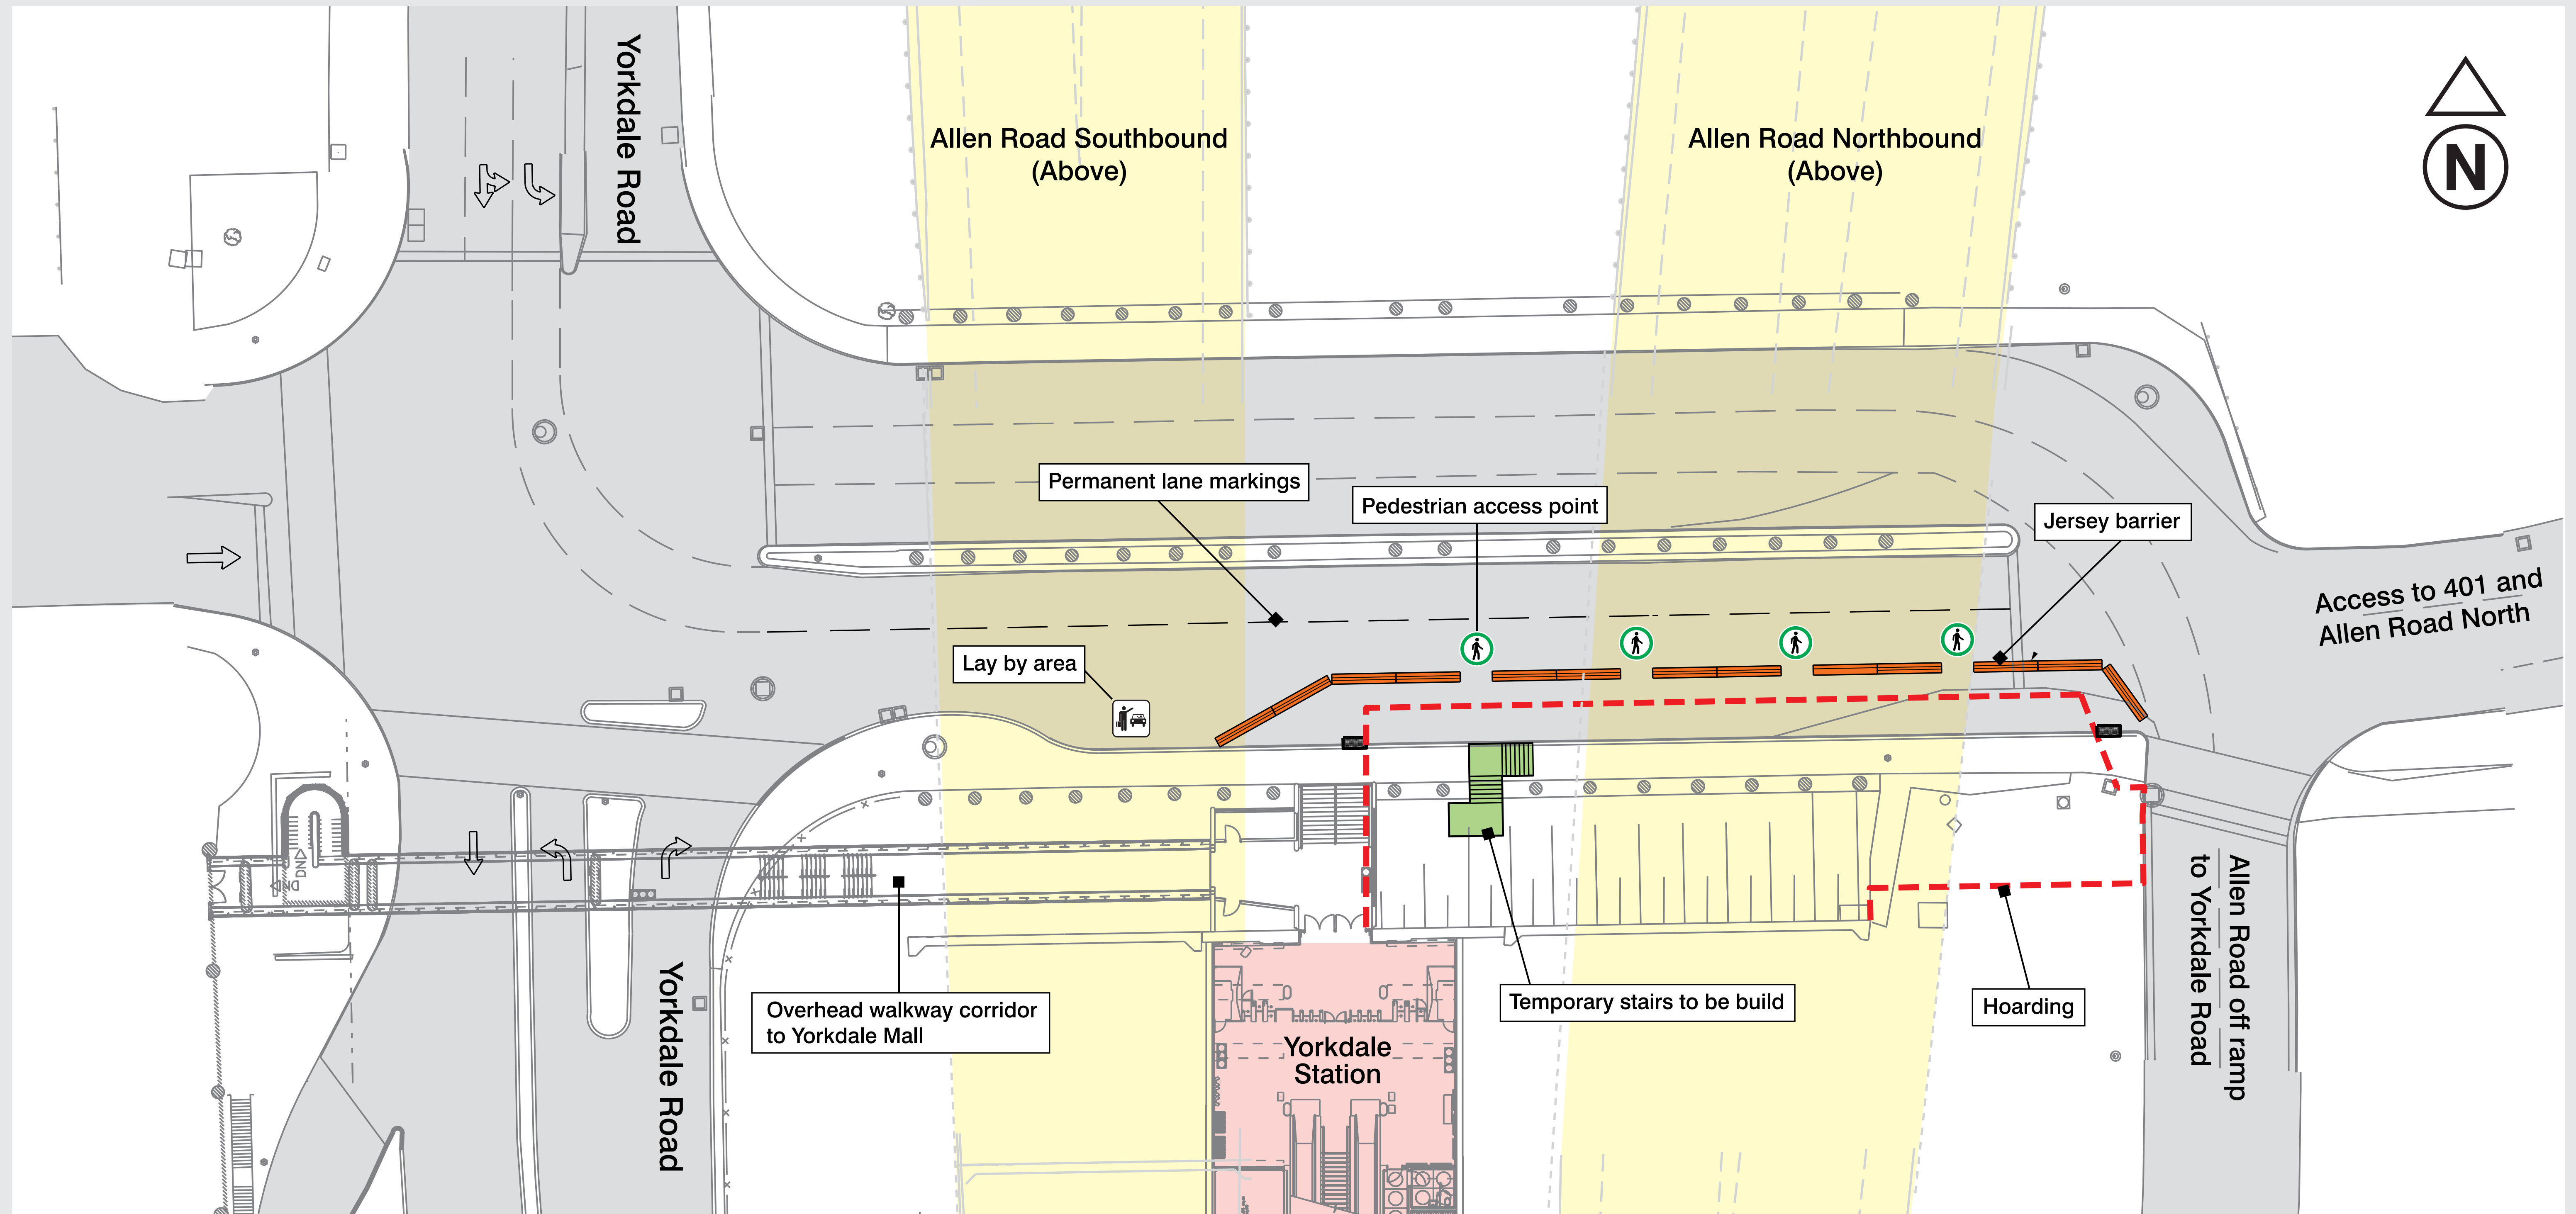 Yorkdale Road
Allen Road Southbound
(Above)
Allen Road Northbound
(Above)
N
Permanent lane markings
Pedestrian access point
Jersey barrier
Access to 401 and
Allen Road North
Lay by area
DN
DN
Overhead walkway corridor
to Yorkdale Mall
Yorkdale Road
Yorkdale
Station
Temporary stairs to be build
Hoarding
Allen Road off ramp
to Yorkdale Road